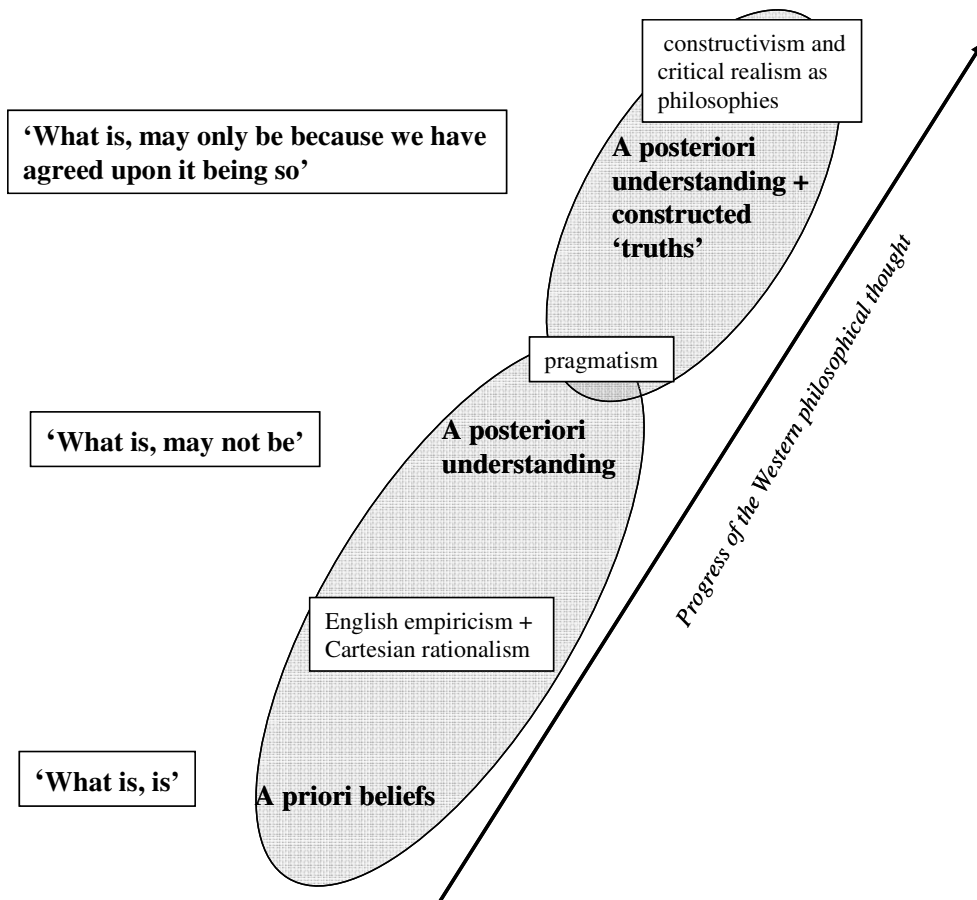 constructivism and
critical realism as
philosophies
‘What is, may only be because we have
agreed upon it being so’
A posteriori
understanding +
constructed
‘truths’
Progress of the Western philosophical thought
pragmatism
‘What is, may not be’
A posteriori
understanding
English empiricism +
Cartesian rationalism
‘What is, is’
A priori beliefs